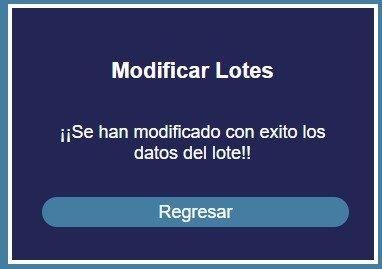 Modificar Lotes
¡¡Se han modificado con exito los
datos del lote!!
Regresar